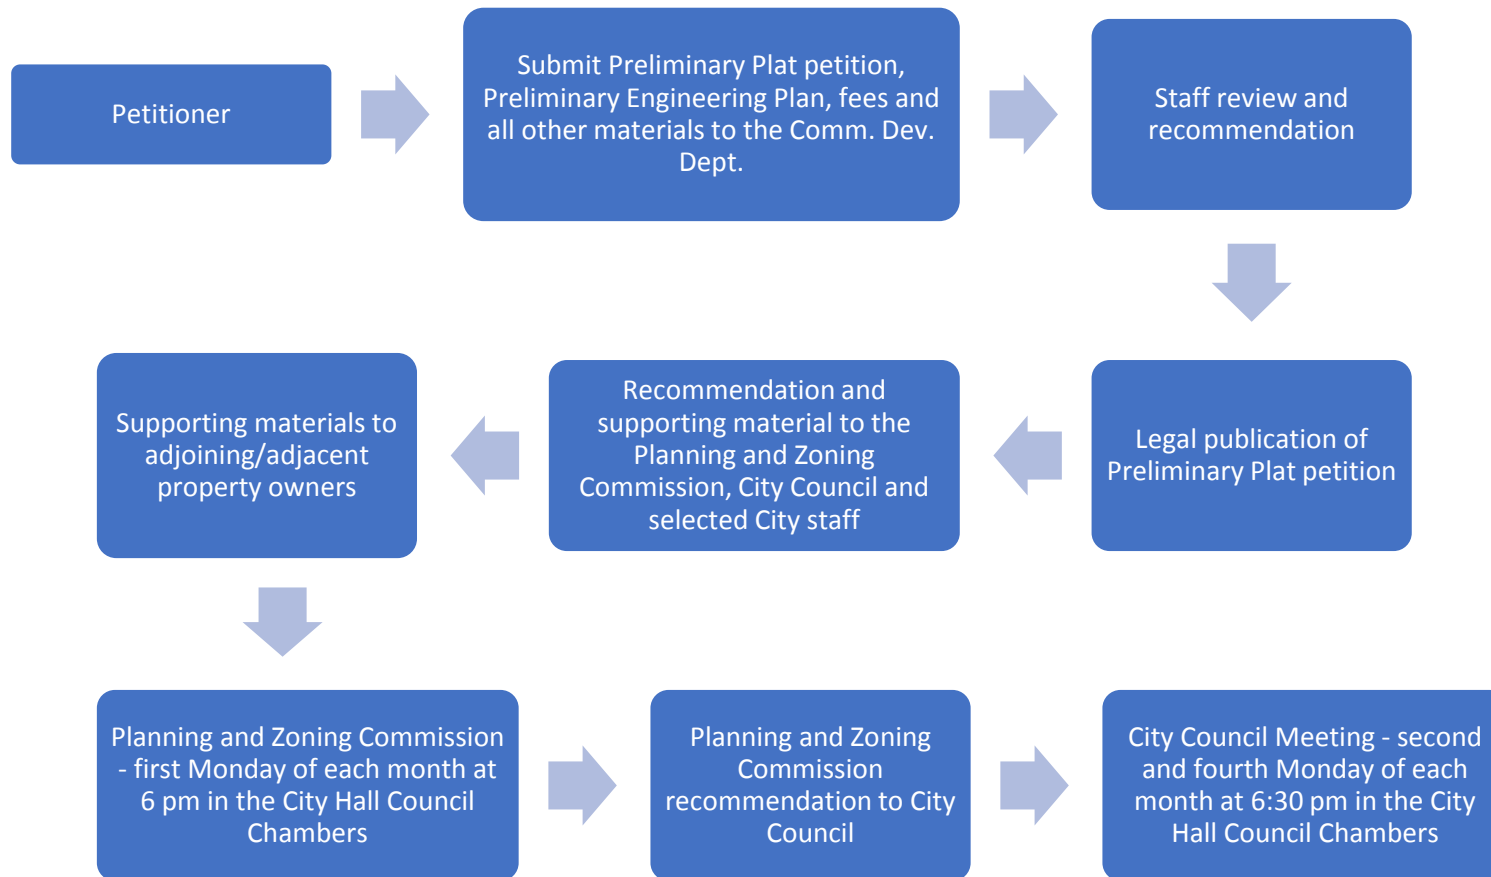 Petitioner
Submit Preliminary Plat petition,
Preliminary Engineering Plan, fees and
all other materials to the Comm. Dev.
Dept.
Staff review and
recommendation
Legal publication of
Preliminary Plat petition
Recommendation and
supporting material to the
Planning and Zoning
Commission, City Council and
selected City staff
Supporting materials to
adjoining/adjacent
property owners
Planning and Zoning Commission
- first Monday of each month at
6 pm in the City Hall Council
Chambers
Planning and Zoning
Commission
recommendation to City
Council
City Council Meeting - second
and fourth Monday of each
month at 6:30 pm in the City
Hall Council Chambers